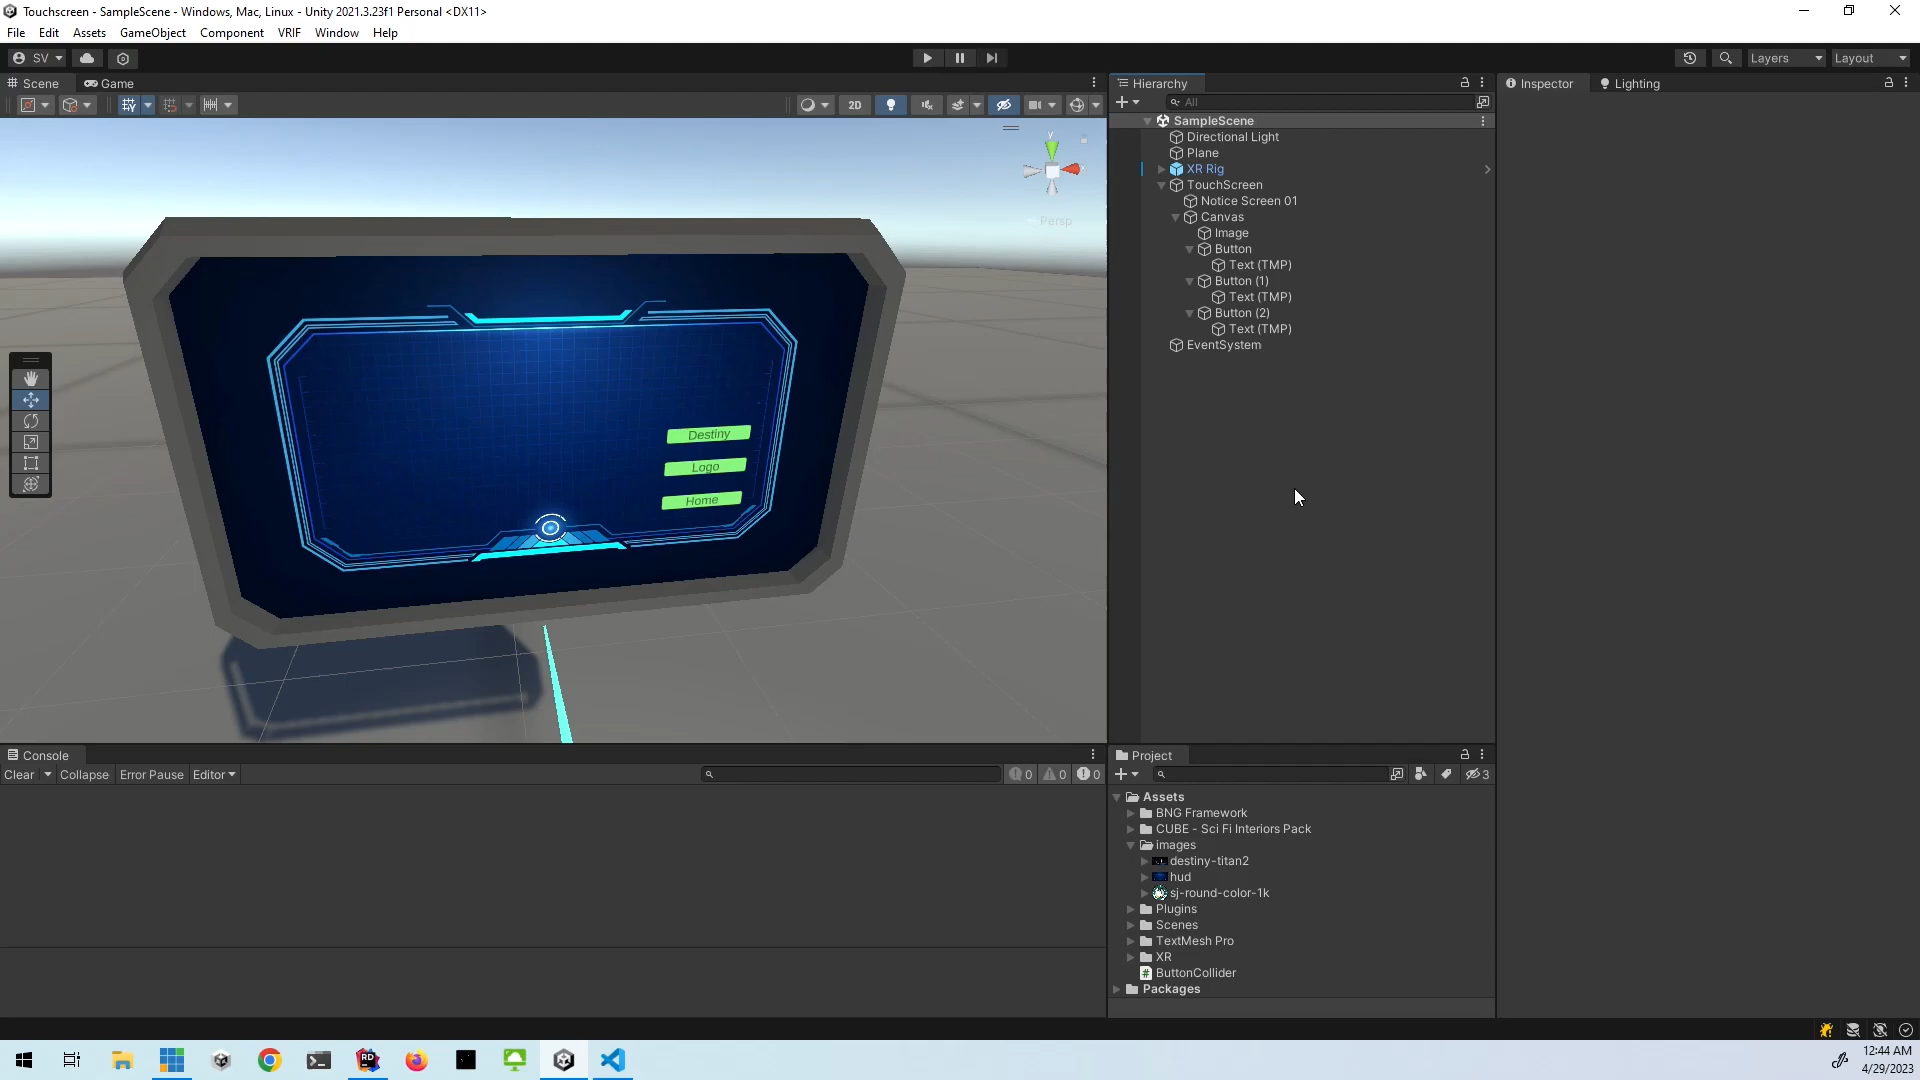 Touchscreen - SampleScene - Windows, Mac, Linux - Unity 2021.3.23f1 Personal <DX11>
File Edit Assets GameObject Component VRIF Window Help
SV
Layers Layout
Scene Game
2D
y
Persp
Destiny
Logo
Home
Hierarchy
All
SampleScene
Directional Light
Plane
XR Rig
TouchScreen
Notice Screen 01
Canvas
Image
Button
Text (TMP)
Button (1)
Text (TMP)
Button (2)
Text (TMP)
EventSystem
Inspector Lighting
Console
Clear Collapse Error Pause Editor
0 0 0
Project
3
Assets
BNG Framework
CUBE - Sci Fi Interiors Pack
images
destiny-titan2
hud
sj-round-color-1k
Plugins
Scenes
TextMesh Pro
XR
ButtonCollider
Packages
RD
12:44 AM
4/29/2023